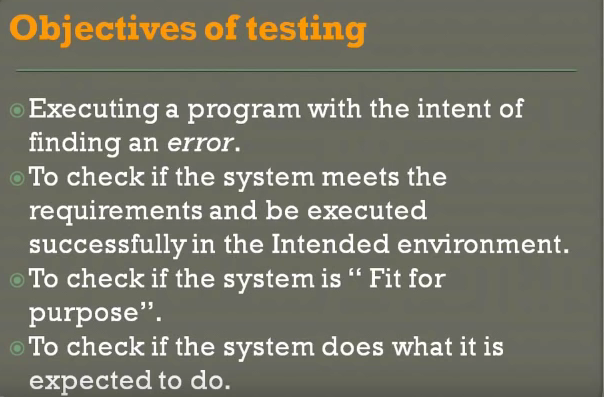 Objectives of testing
Executing a program with the intent of
finding an error.
To check if the system meets the
requirements and be executed
successfully in the Intended environment.
To check if the system is “ Fit for
purpose”.
To check if the system does what it is
expected to do.